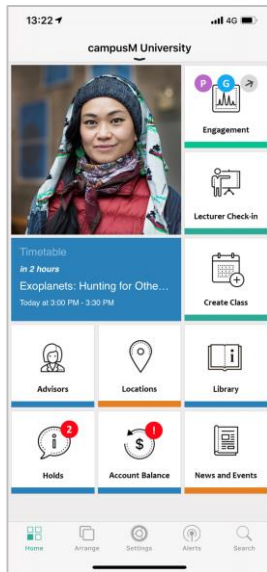 13:22
4G
campusM University
P
G
Engagement
Lecturer Check-in
Timetable
in 2 hours
Exoplanets: Hunting for Othe...
Today at 3:00 PM - 3:30 PM
Create Class
Advisors
Locations
i
Library
i
2
Holds
$
!
Account Balance
News and Events
Home
Arrange
Settings
Alerts
Search